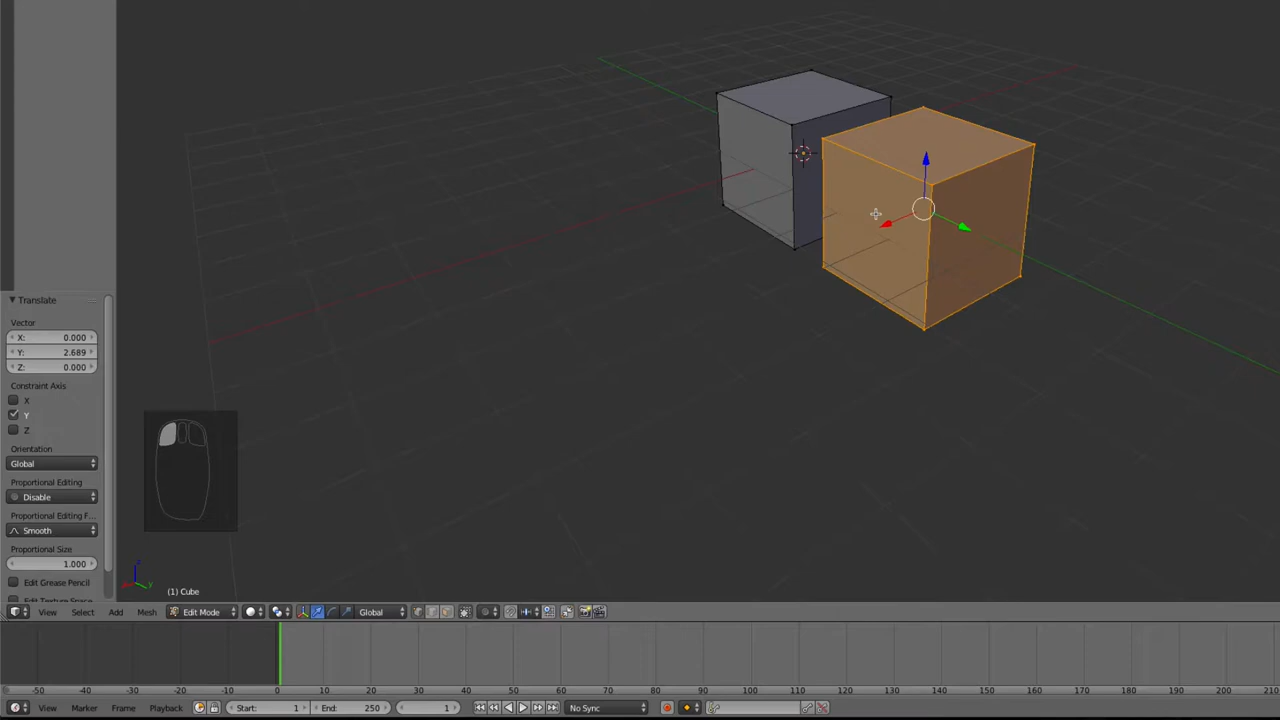 Translate
Vector
X: 0.000
Y: 2.689
Z: 0.000
Constraint Axis
X
Y
Z
Orientation
Global
Proportional Editing
Disable
Proportional Editing F...
Smooth
Proportional Size
1.000
Edit Grease Pencil
z
y
(1) Cube
View Select Add Mesh Edit Mode Global
-50 -40 -30 -20 -10 0 10 20 30 40 50 60 70 80 90 100 110 120 130 140 150 160 170 180 190 200 210
View Marker Frame Playback Start: 1 End: 250 1 No Sync